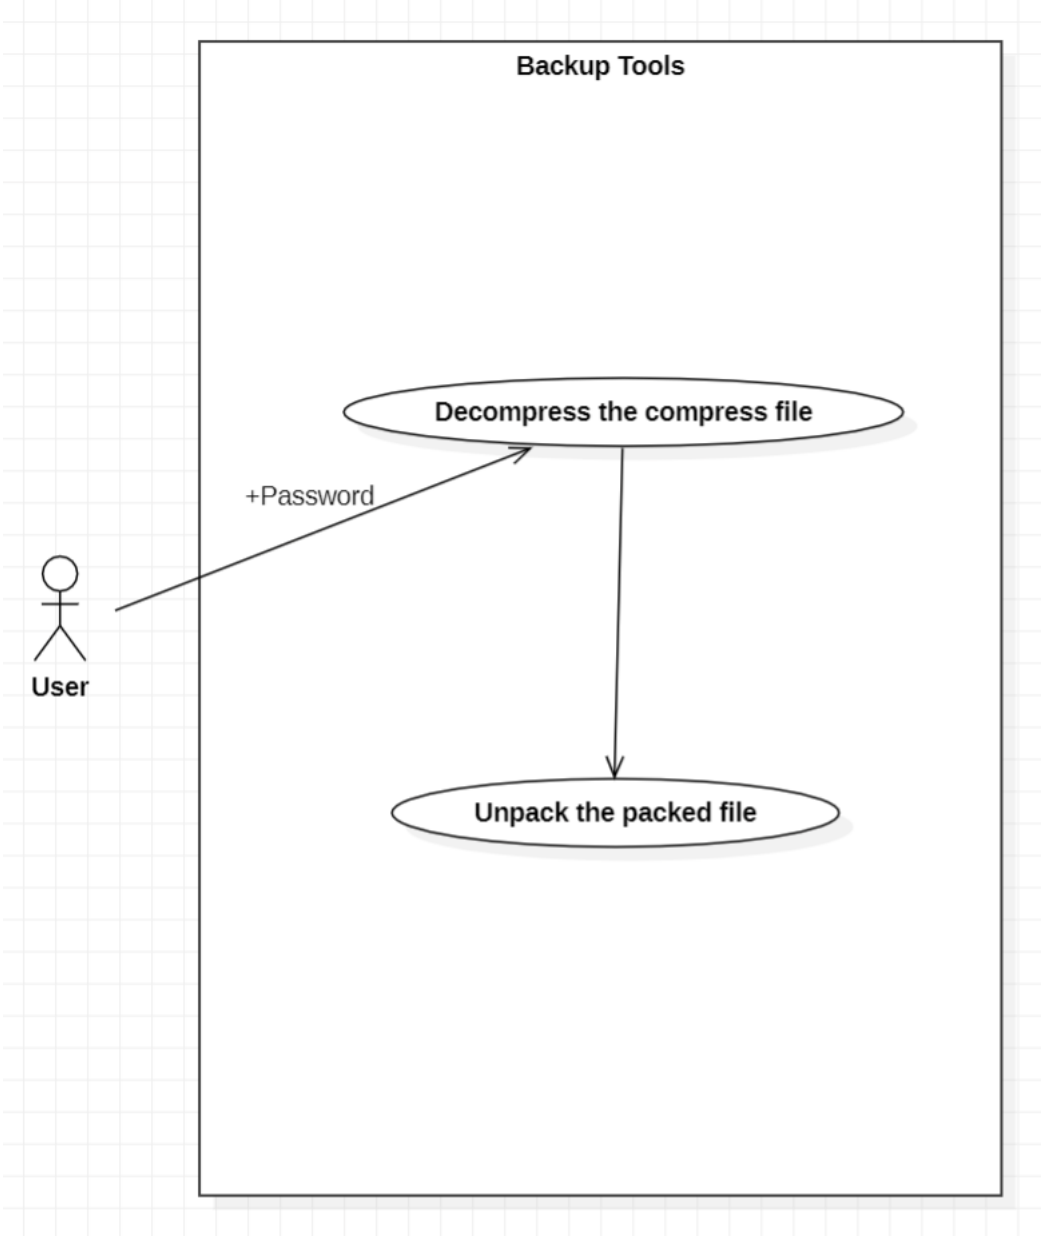 Backup Tools
Decompress the compress file
+Password
User
Unpack the packed file